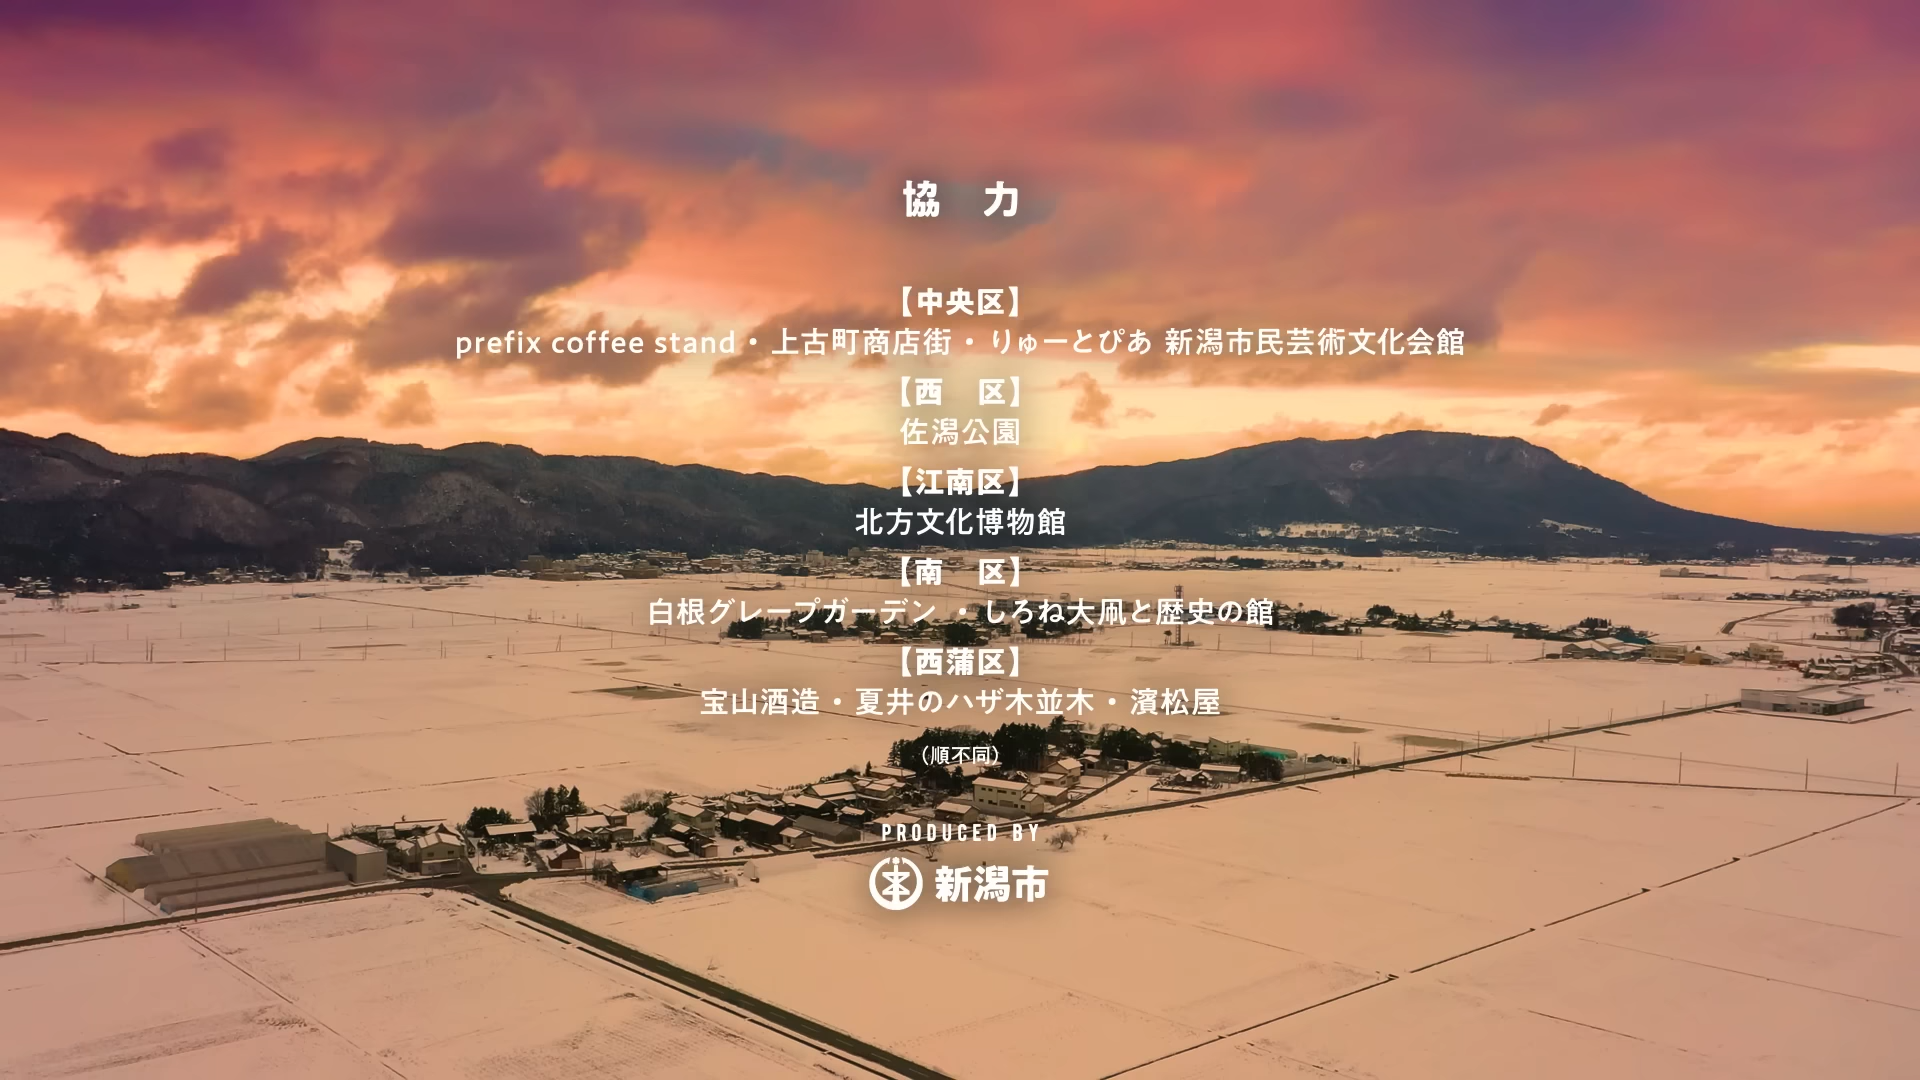 協　力
【中央区】
prefix coffee stand・上古町商店街・りゅーとぴあ 新潟市民芸術文化会館
【西　区】
佐潟公園
【江南区】
北方文化博物館
【南　区】
白根グレープガーデン・しろね大凧と歴史の館
【西蒲区】
宝山酒造・夏井のハザ木並木・濱松屋
（順不同）
PRODUCED BY
新潟市